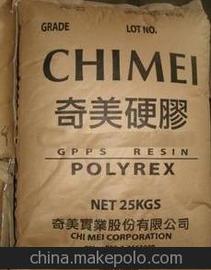 GRADE LOT NO.
CHIMEI
奇美硬膠
GPPS RESIN
POLYREX
NET 25KGS
奇美實業股份有限公司
CHI MEI CORPORATION
china.makepolo.com